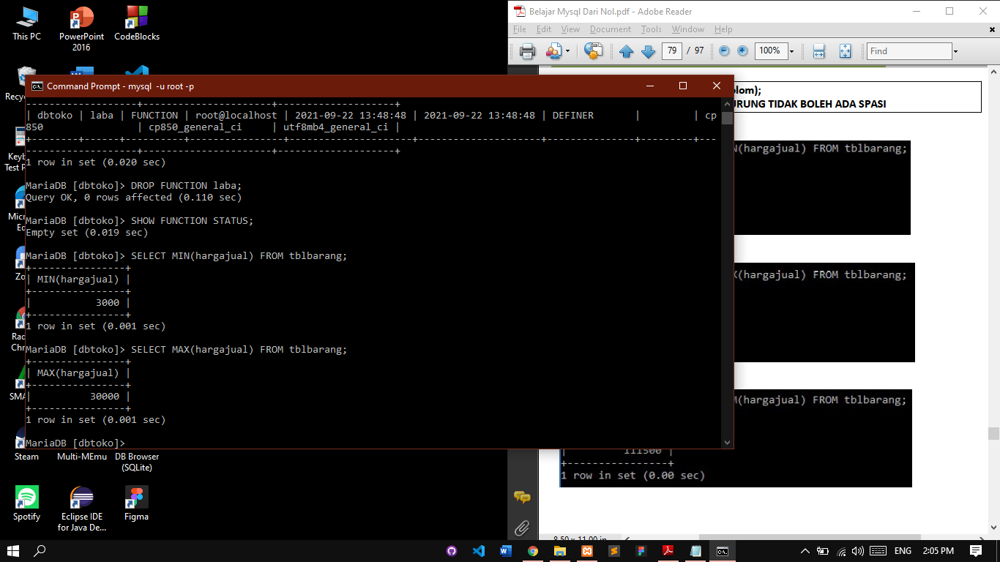 This PC
PowerPoint
2016
CodeBlocks
Recyc
Keyb
Test P
Micr
Ed
Zo
Rad
Chr
SMA
Steam
Multi-MEmu
DB Browser
(SQLite)
Spotify
Eclipse IDE
for Java De...
Figma
Command Prompt - mysql  -u root -p
--------------------+----------------------+--------------------+
| dbtoko | laba | FUNCTION | root@localhost | 2021-09-22 13:48:48 | 2021-09-22 13:48:48 | DEFINER       |         | cp
850                | cp850_general_ci     | utf8mb4_general_ci |
+--------+------+----------+----------------+---------------------+---------------------+---------------+---------+---
-------------------+----------------------+--------------------+
1 row in set (0.020 sec)
MariaDB [dbtoko]> DROP FUNCTION laba;
Query OK, 0 rows affected (0.110 sec)
MariaDB [dbtoko]> SHOW FUNCTION STATUS;
Empty set (0.019 sec)
MariaDB [dbtoko]> SELECT MIN(hargajual) FROM tblbarang;
+----------------+
| MIN(hargajual) |
+----------------+
|           3000 |
+----------------+
1 row in set (0.001 sec)
MariaDB [dbtoko]> SELECT MAX(hargajual) FROM tblbarang;
+----------------+
| MAX(hargajual) |
+----------------+
|          30000 |
+----------------+
1 row in set (0.001 sec)
MariaDB [dbtoko]>
Belajar Mysql Dari Nol.pdf - Adobe Reader
File Edit View Document Tools Window Help
79 / 97 100% Find
olom);
URUNG TIDAK BOLEH ADA SPASI
N(hargajual) FROM tblbarang;
X(hargajual) FROM tblbarang;
M(hargajual) FROM tblbarang;
|         111500 |
+----------------+
1 row in set (0.00 sec)
8.50 x 11.00 in
ENG 2:05 PM